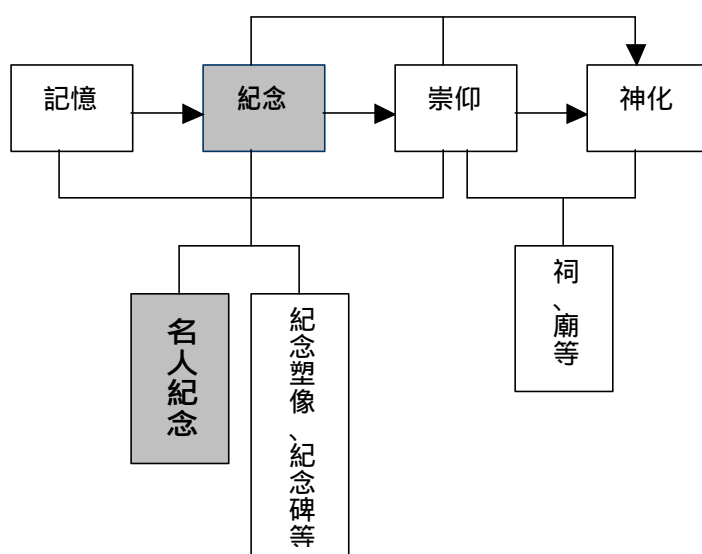 記憶
紀念
崇仰
神化
名人紀念
紀念塑像、紀念碑等
祠、廟等